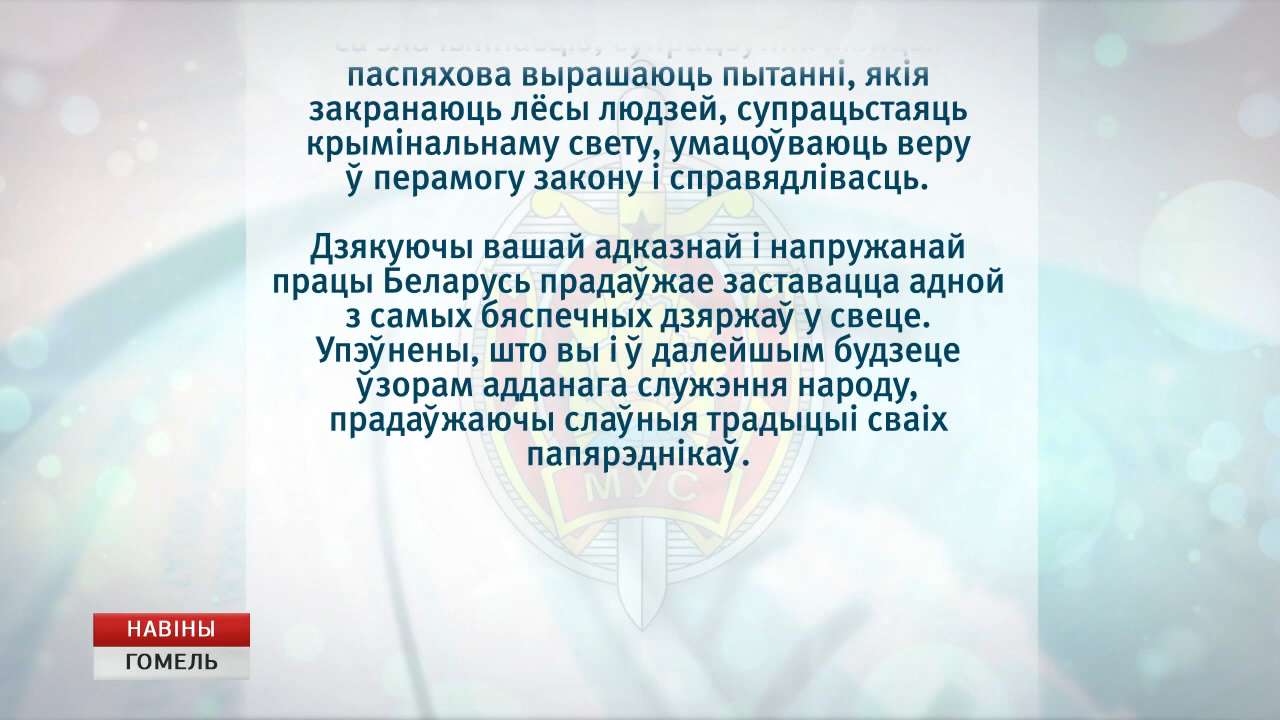 паспяхова вырашаюць пытанні, якія
закранаюць лёсы людзей, супрацьстаяць
крымінальнаму свету, умацоўваюць веру
ў перамогу закону і справядлівасць.
Дзякуючы вашай адказнай і напружанай
працы Беларусь прадаўжае заставацца адной
з самых бяспечных дзяржаў у свеце.
Упэўнены, што вы і ў далейшым будзеце
ўзорам адданага служэння народу,
прадаўжаючы слаўныя традыцыі сваіх
папярэднікаў.
МУС
НАВІНЫ
ГОМЕЛЬ